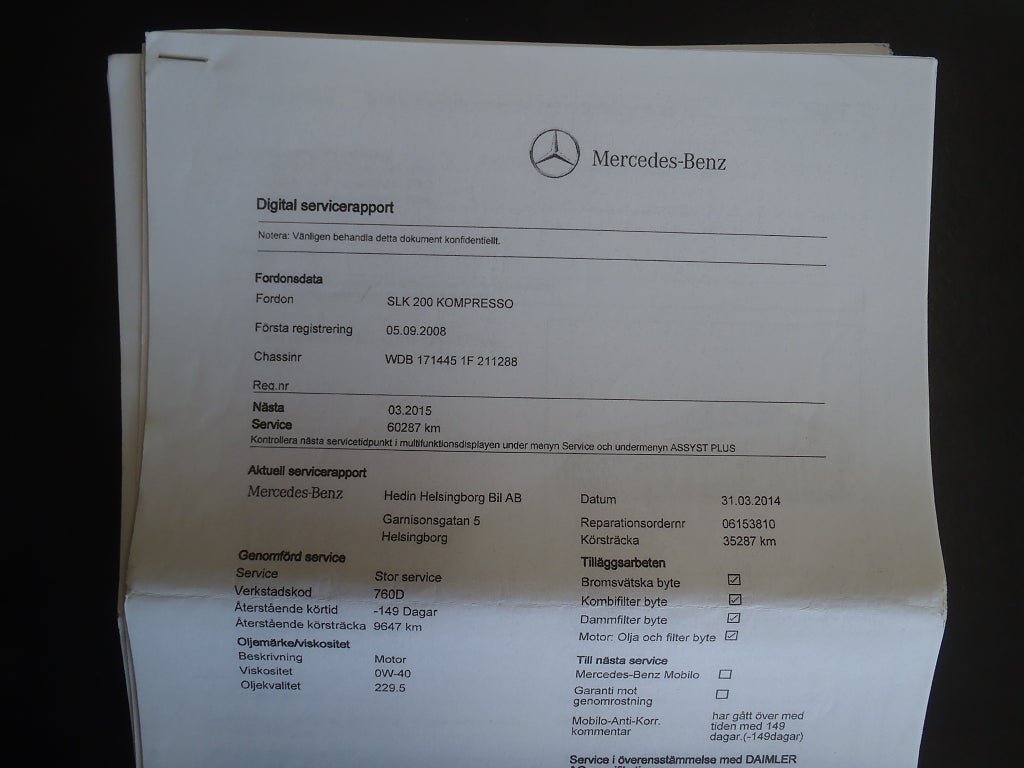 Mercedes-Benz
Digital servicerapport
Notera: Vänligen behandla detta dokument konfidentiellt.
Fordonsdata
Fordon SLK 200 KOMPRESSO
Första registrering 05.09.2008
Chassinr WDB 171445 1F 211288
Reg.nr
Nästa 03.2015
Service 60287 km
Kontrollera nästa servicetidpunkt i multifunktionsdisplayen under menyn Service och undermenyn ASSYST PLUS
Aktuell servicerapport
Mercedes-Benz Hedin Helsingborg Bil AB Datum 31.03.2014
Garnisonsgatan 5 Reparationsordernr 06153810
Helsingborg Körsträcka 35287 km
Genomförd service Tilläggsarbeten
Service Stor service Bromsvätska byte ☑
Verkstadskod 760D Kombifilter byte ☑
Återstående körtid -149 Dagar Dammfilter byte ☑
Återstående körsträcka 9647 km Motor: Olja och filter byte ☑
Oljemärke/viskositet Till nästa service
Beskrivning Motor Mercedes-Benz Mobilo ☐
Viskositet 0W-40 Garanti mot
genomrostning ☐
Oljekvalitet 229.5
Mobilo-Anti-Korr. har gått över med
kommentar tiden med 149
dagar.(-149dagar)
Service i överensstämmelse med DAIMLER